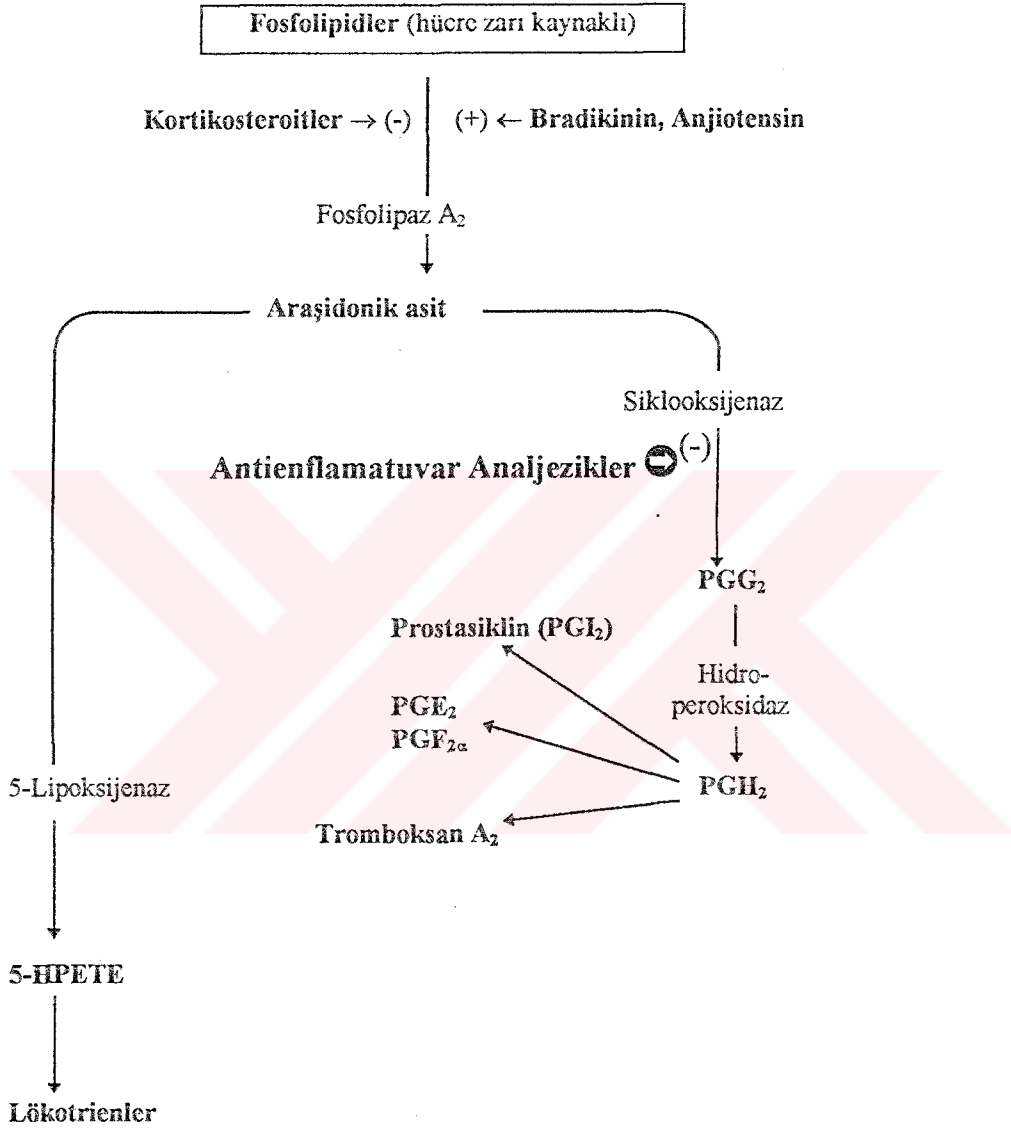 Fosfolipidler (hücre zarı kaynaklı)
Kortikosteroitler → (-) (+) ← Bradikinin, Anjiotensin
Fosfolipaz A₂
Araşidonik asit
Siklooksijenaz
Antienflamatuvar Analjezikler ➲ (-)
PGG₂
Prostasiklin (PGI₂)
Hidro-
peroksidaz
PGE₂
PGF₂α
PGH₂
5-Lipoksijenaz
Tromboksan A₂
5-HPETE
Lökotrienler